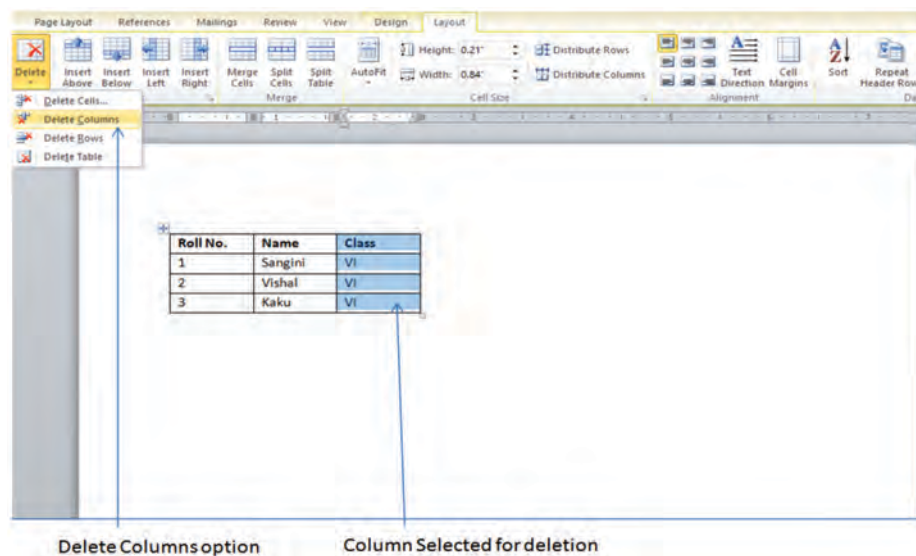 Page Layout References Mailings Review View Design Layout
Delete Insert Above Insert Below Insert Left Insert Right Merge Cells Split Cells Split Table AutoFit Height: 0.21" Width: 0.84" Distribute Rows Distribute Columns Text Direction Cell Margins Sort Repeat Header Row
Merge Cell Size Alignment Da
Delete Cells...
Delete Columns
Delete Rows
Delete Table
Roll No. Name Class
1 Sangini VI
2 Vishal VI
3 Kaku VI
Delete Columns option Column Selected for deletion